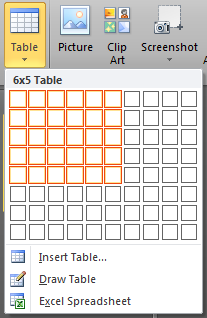 Table
Picture
Clip
Art
Screenshot
6x5 Table
Insert Table...
Draw Table
Excel Spreadsheet